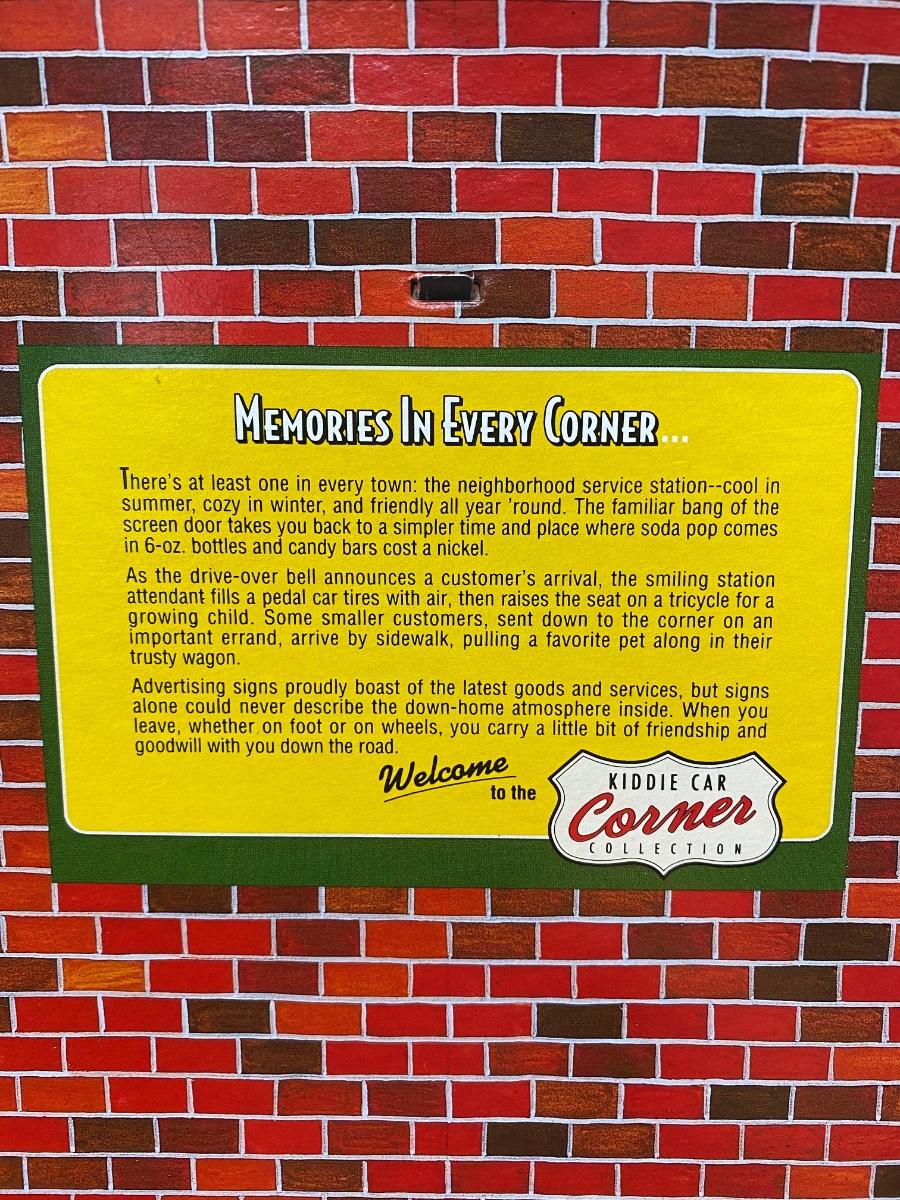 MEMORIES IN EVERY CORNER...
There's at least one in every town: the neighborhood service station--cool in
summer, cozy in winter, and friendly all year 'round. The familiar bang of the
screen door takes you back to a simpler time and place where soda pop comes
in 6-oz. bottles and candy bars cost a nickel.
As the drive-over bell announces a customer's arrival, the smiling station
attendant fills a pedal car tires with air, then raises the seat on a tricycle for a
growing child. Some smaller customers, sent down to the corner on an
important errand, arrive by sidewalk, pulling a favorite pet along in their
trusty wagon.
Advertising signs proudly boast of the latest goods and services, but signs
alone could never describe the down-home atmosphere inside. When you
leave, whether on foot or on wheels, you carry a little bit of friendship and
goodwill with you down the road.
Welcome
to the
KIDDIE CAR
Corner
COLLECTION